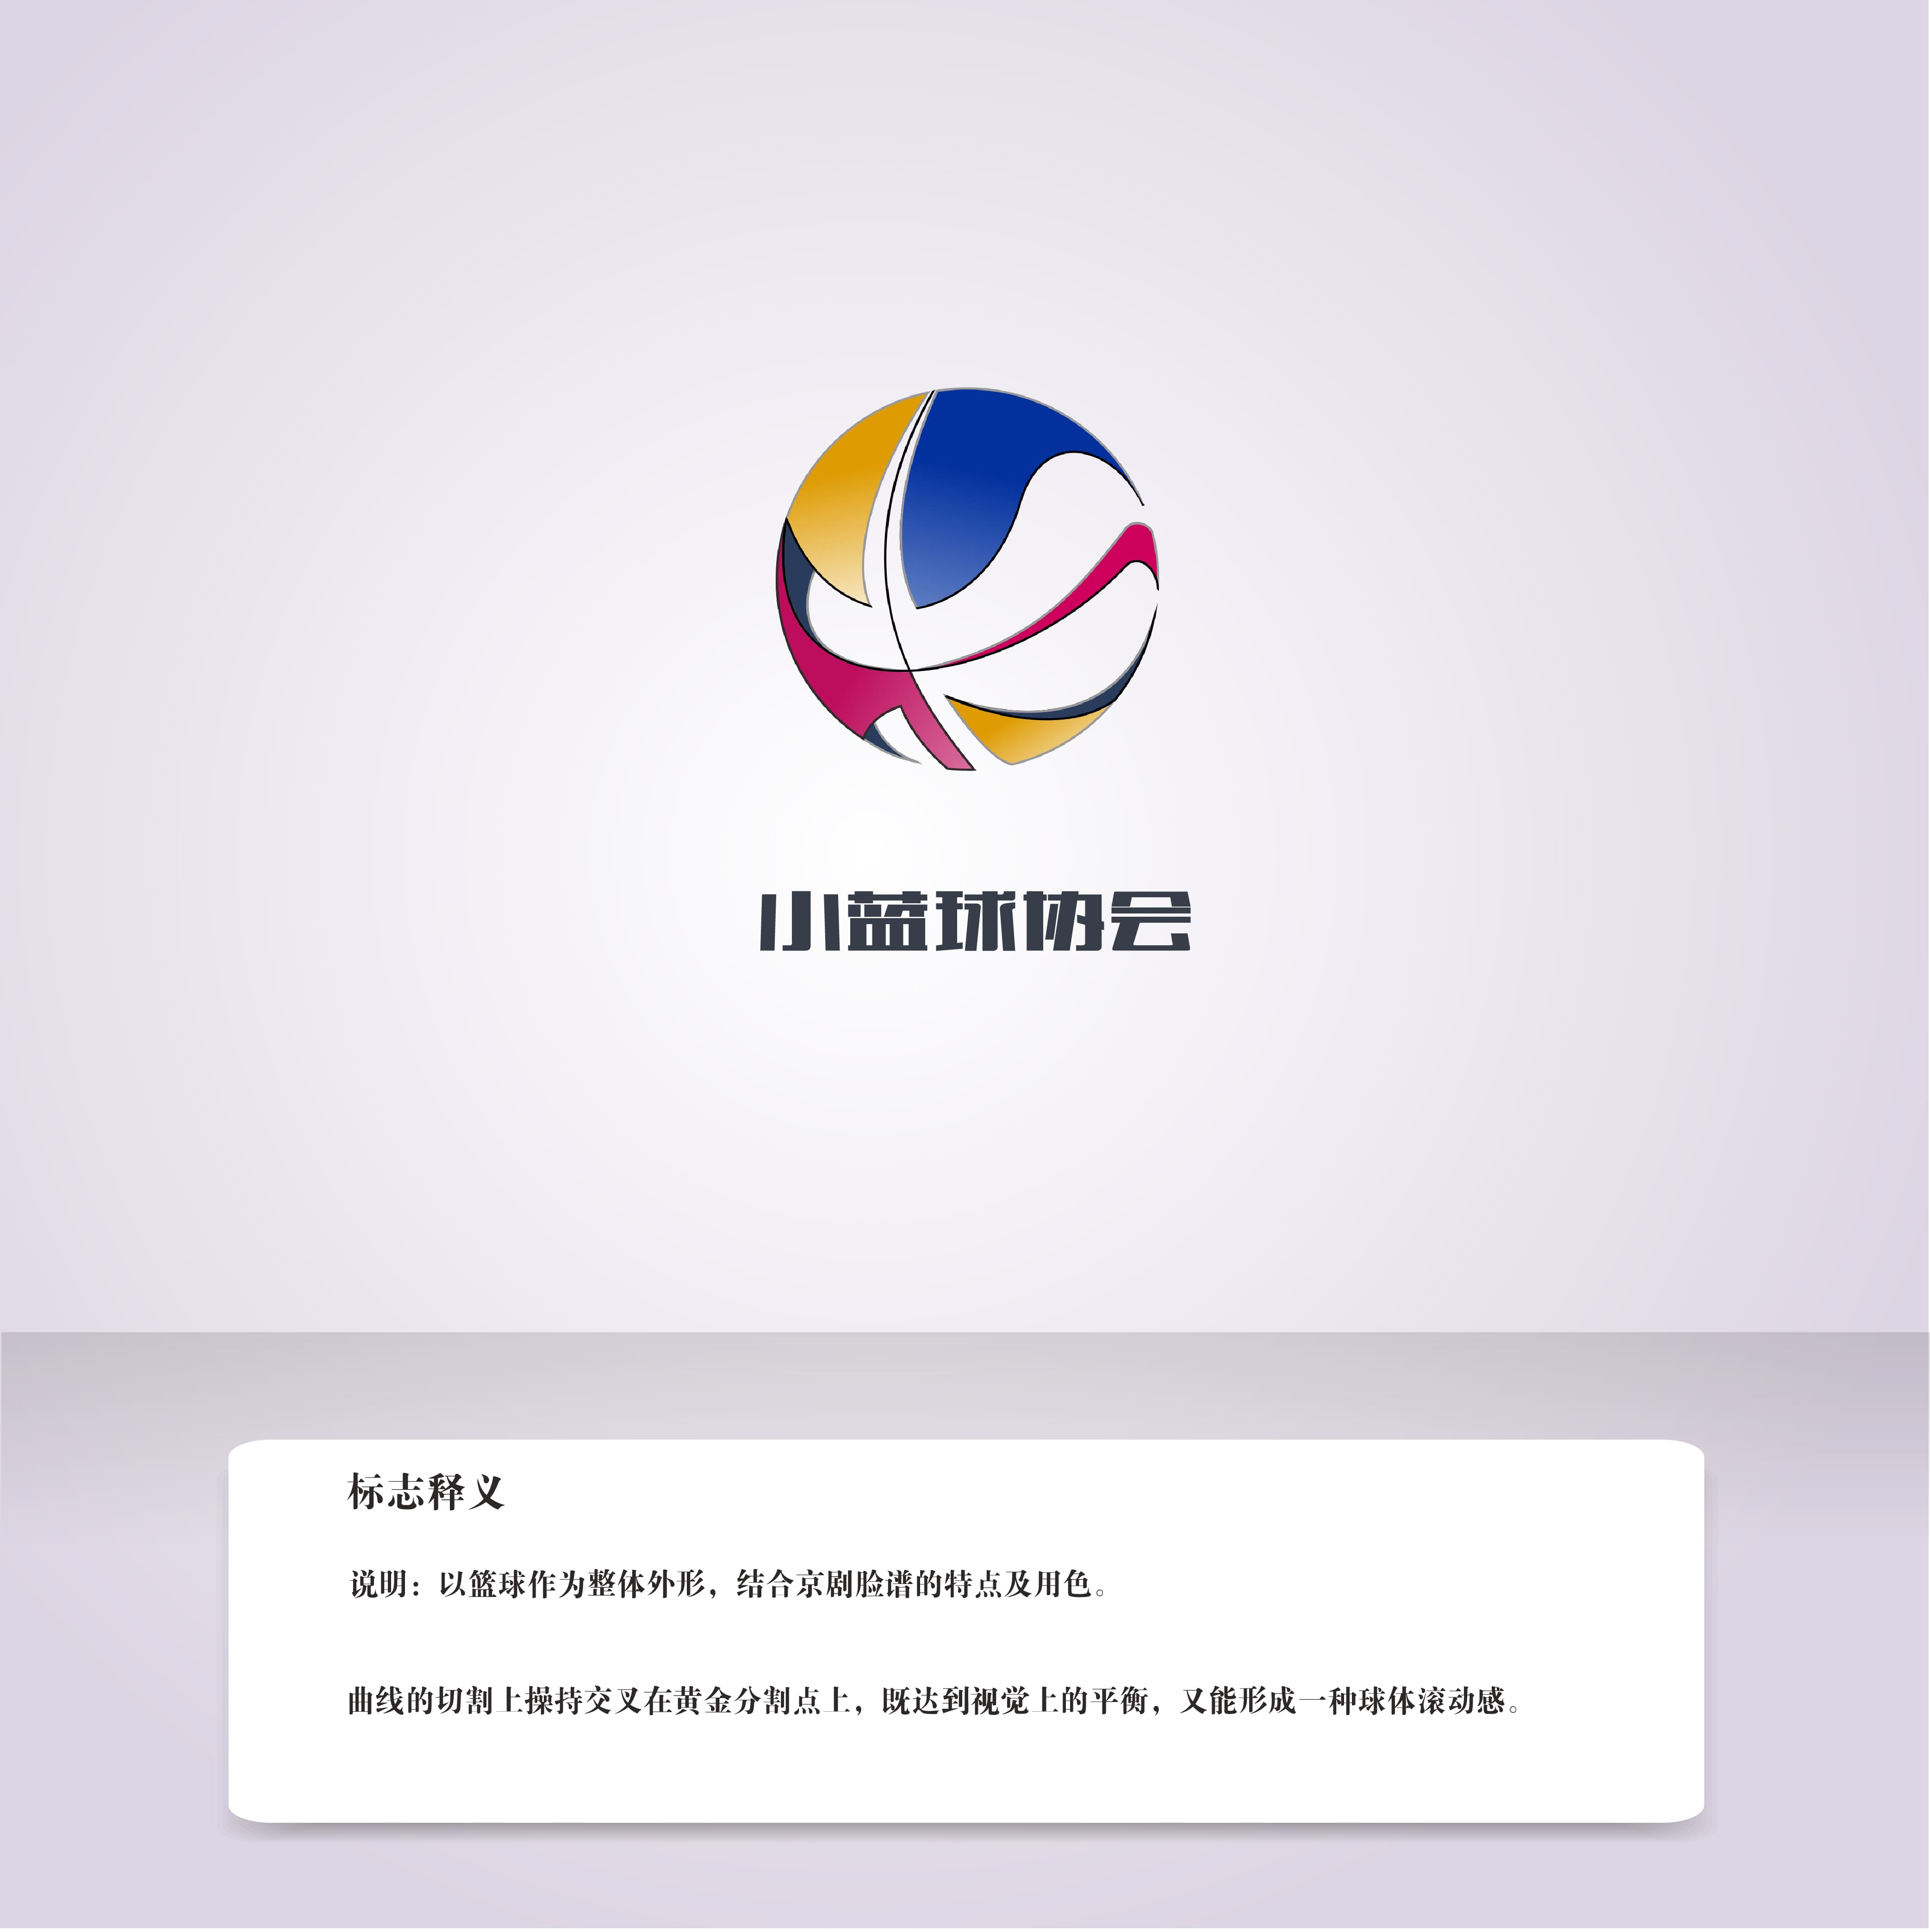 小蓝球协会
标志释义
说明：以篮球作为整体外形，结合京剧脸谱的特点及用色。
曲线的切割上操持交叉在黄金分割点上，既达到视觉上的平衡，又能形成一种球体滚动感。